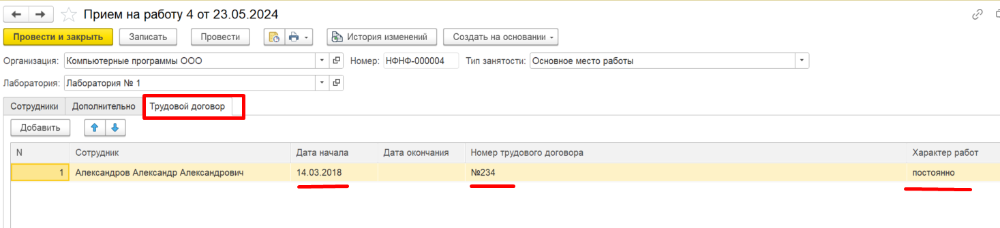 Прием на работу 4 от 23.05.2024
Провести и закрыть Записать Провести История изменений Создать на основании
Организация: Компьютерные программы ООО Номер: НФНФ-000004 Тип занятости: Основное место работы
Лаборатория: Лаборатория № 1
Сотрудники Дополнительно Трудовой договор
Добавить
N Сотрудник Дата начала Дата окончания Номер трудового договора Характер работ
1 Александров Александр Александрович 14.03.2018 №234 постоянно